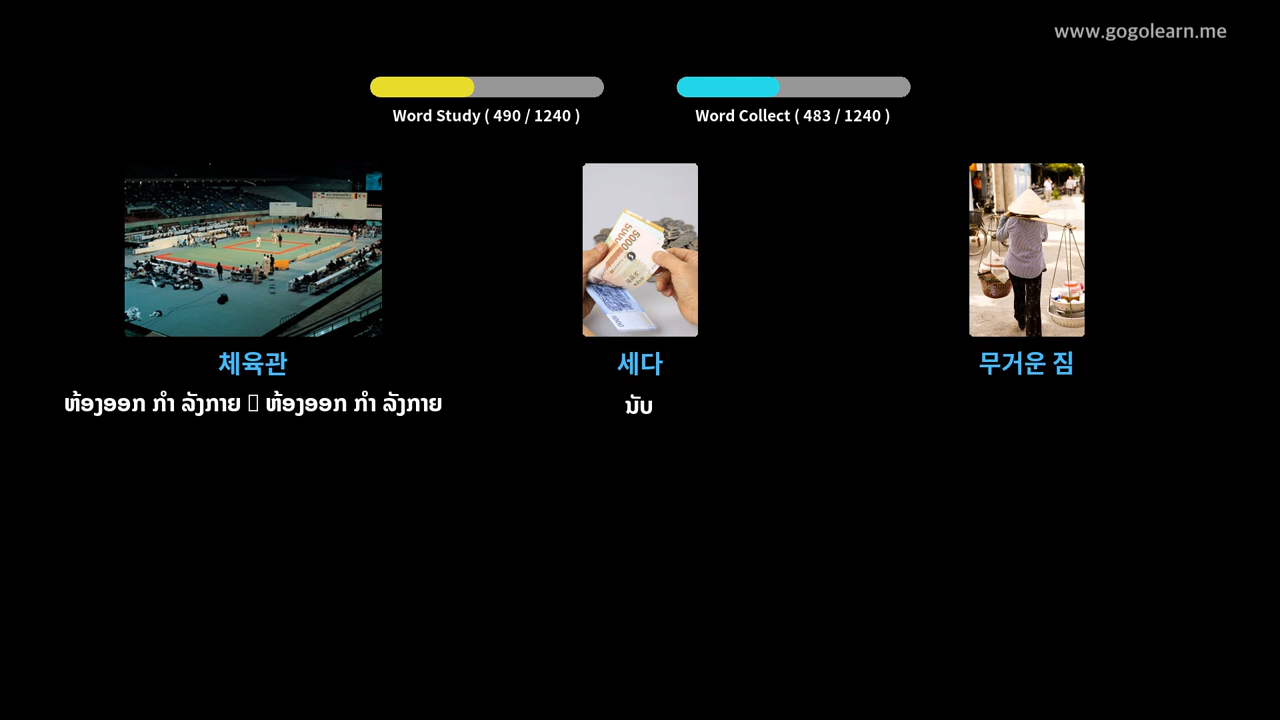 www.gogolearn.me
Word Study ( 490 / 1240 )
Word Collect ( 483 / 1240 )
체육관
세다
무거운 짐
ຫ້ອງອອກ ກຳ ລັງກາຍ  ຫ້ອງອອກ ກຳ ລັງກາຍ
ນັບ